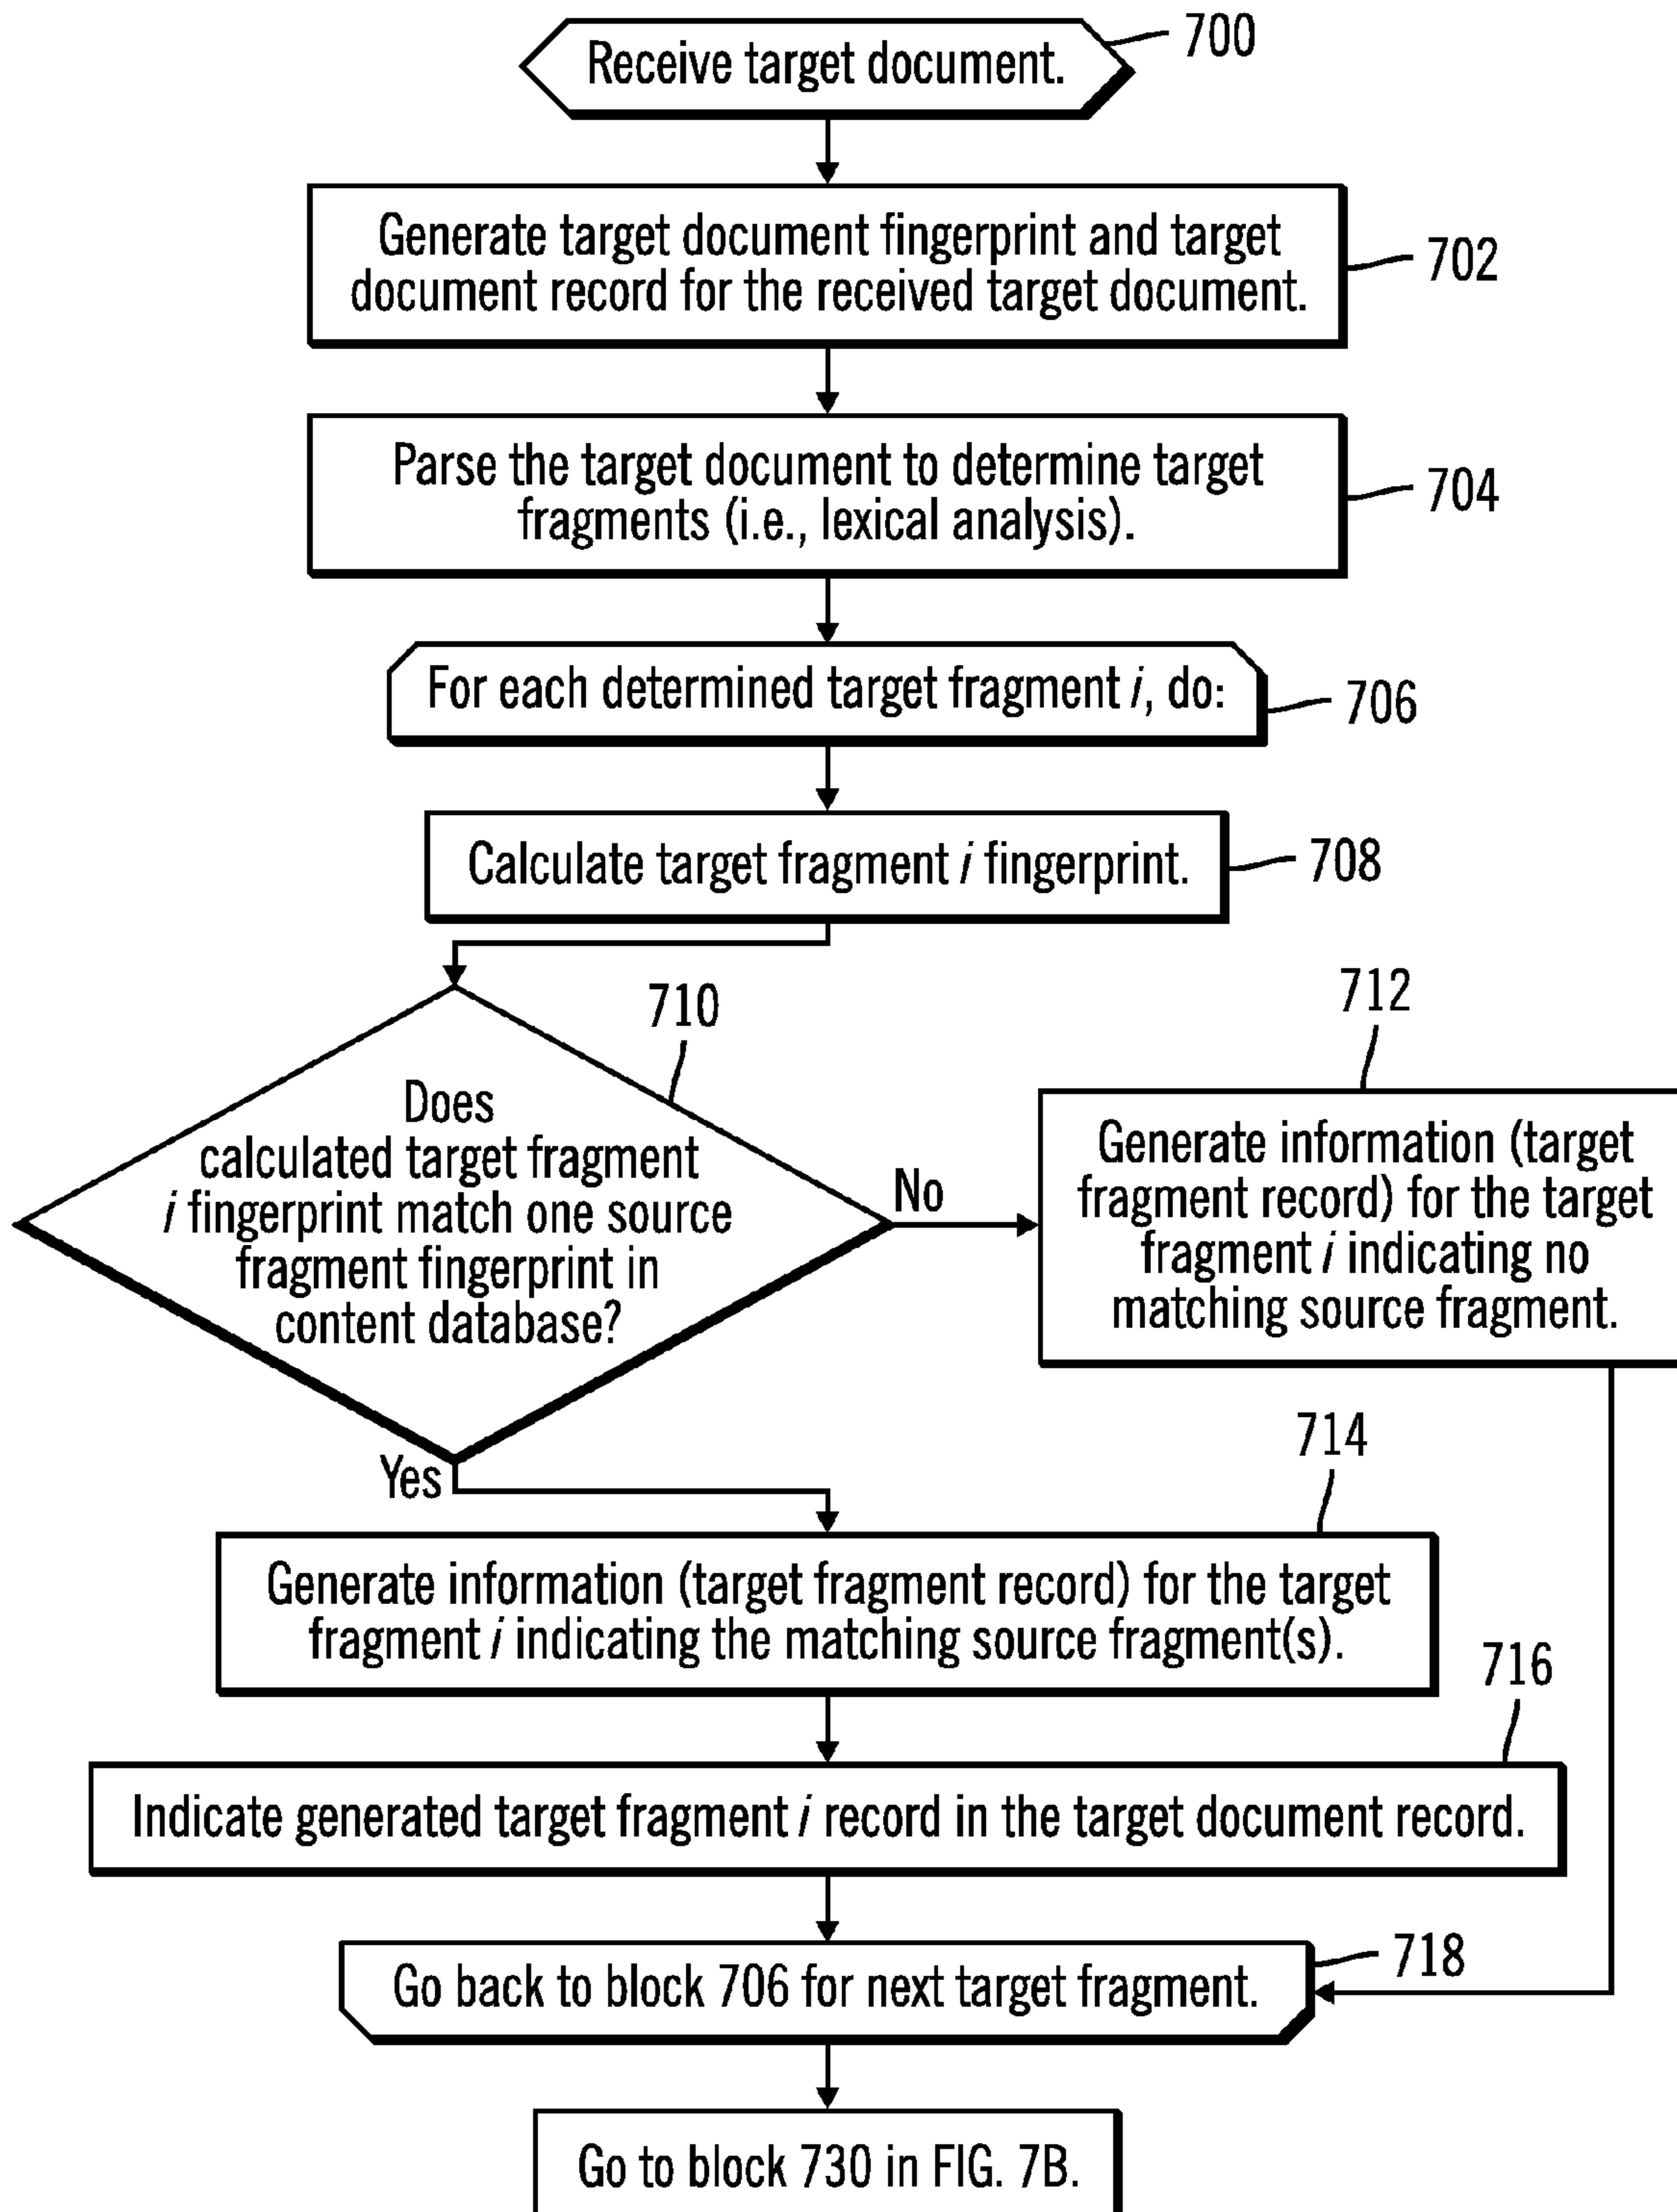 Receive target document.
700
Generate target document fingerprint and target
document record for the received target document.
702
Parse the target document to determine target
fragments (i.e., lexical analysis).
704
For each determined target fragment i, do:
706
Calculate target fragment i fingerprint.
708
710
Does
calculated target fragment
i fingerprint match one source
fragment fingerprint in
content database?
No
712
Generate information (target
fragment record) for the target
fragment i indicating no
matching source fragment.
Yes
714
Generate information (target fragment record) for the target
fragment i indicating the matching source fragment(s).
716
Indicate generated target fragment i record in the target document record.
Go back to block 706 for next target fragment.
718
Go to block 730 in FIG. 7B.